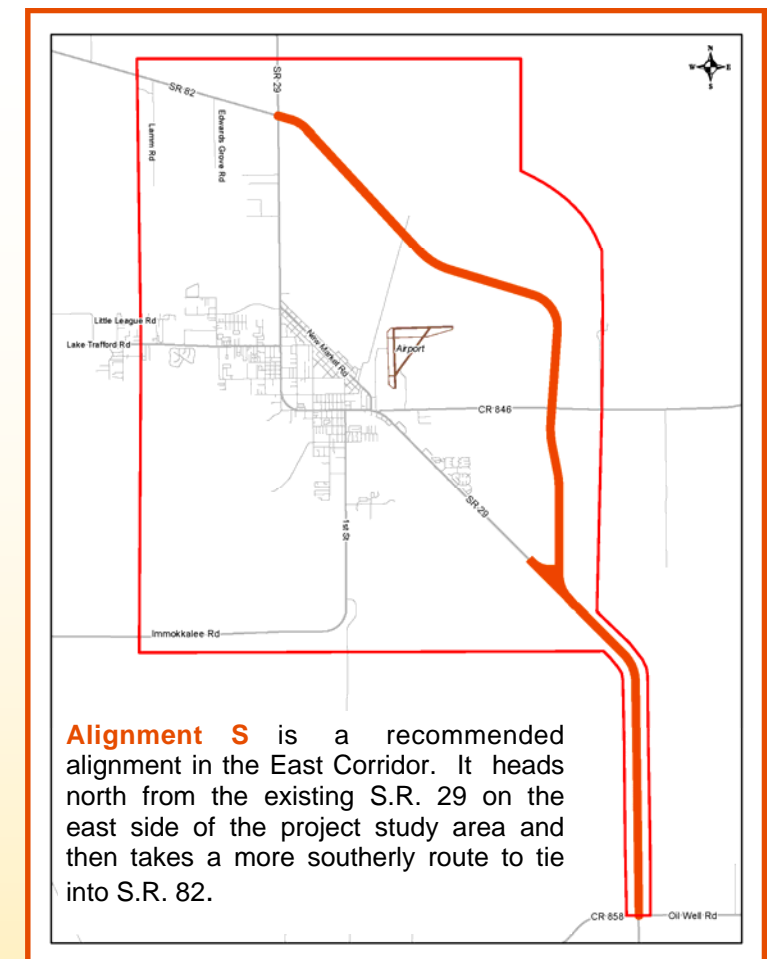 N
W E
S
SR 82
SR 29
Lamm Rd
Edwards Grove Rd
Little League Rd
Lake Trafford Rd
New Market Rd
Airport
CR 846
SR 29
1st St
Immokkalee Rd
Alignment S is a recommended
alignment in the East Corridor. It heads
north from the existing S.R. 29 on the
east side of the project study area and
then takes a more southerly route to tie
into S.R. 82.
CR 858
Oil Well Rd